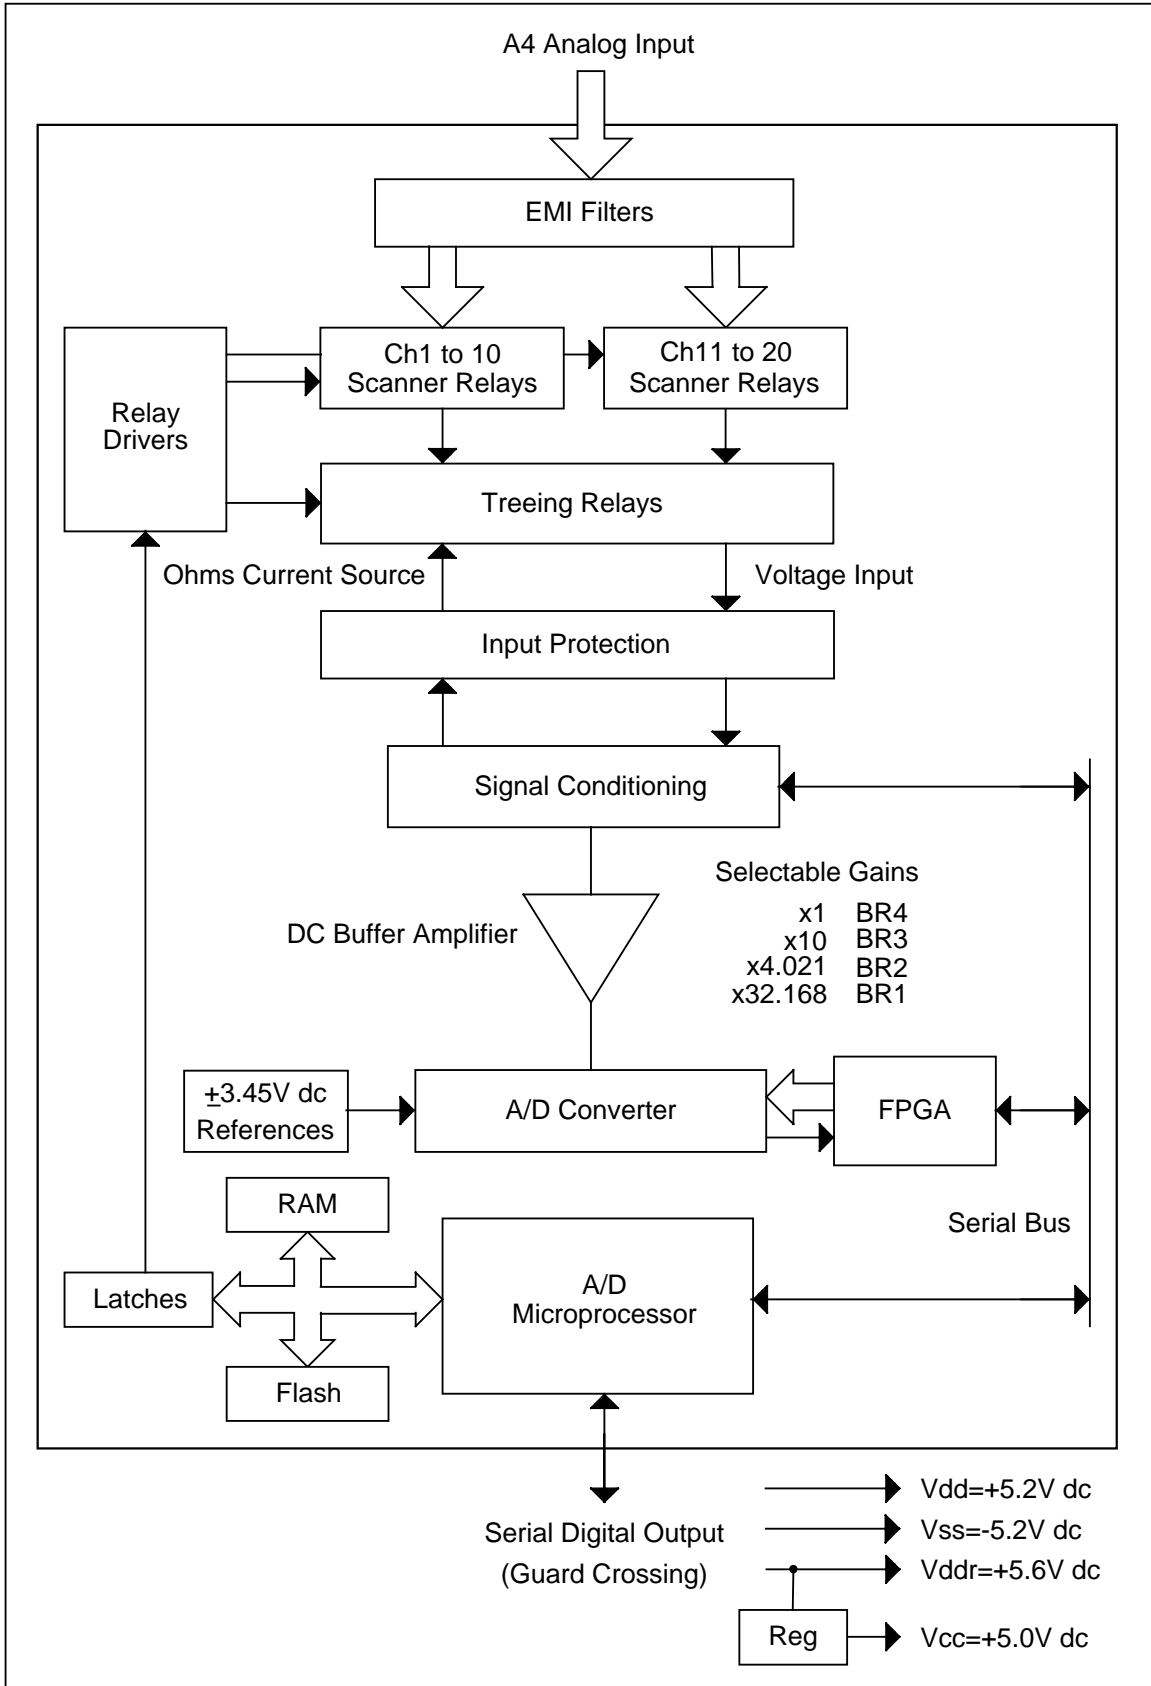 A4 Analog Input
EMI Filters
Ch1 to 10
Scanner Relays
Ch11 to 20
Scanner Relays
Relay
Drivers
Treeing Relays
Ohms Current Source
Voltage Input
Input Protection
Signal Conditioning
Selectable Gains
x1 BR4
x10 BR3
x4.021 BR2
x32.168 BR1
DC Buffer Amplifier
±3.45V dc
References
A/D Converter
FPGA
RAM
Serial Bus
Latches
A/D
Microprocessor
Flash
Serial Digital Output
(Guard Crossing)
Vdd=+5.2V dc
Vss=-5.2V dc
Vddr=+5.6V dc
Reg
Vcc=+5.0V dc